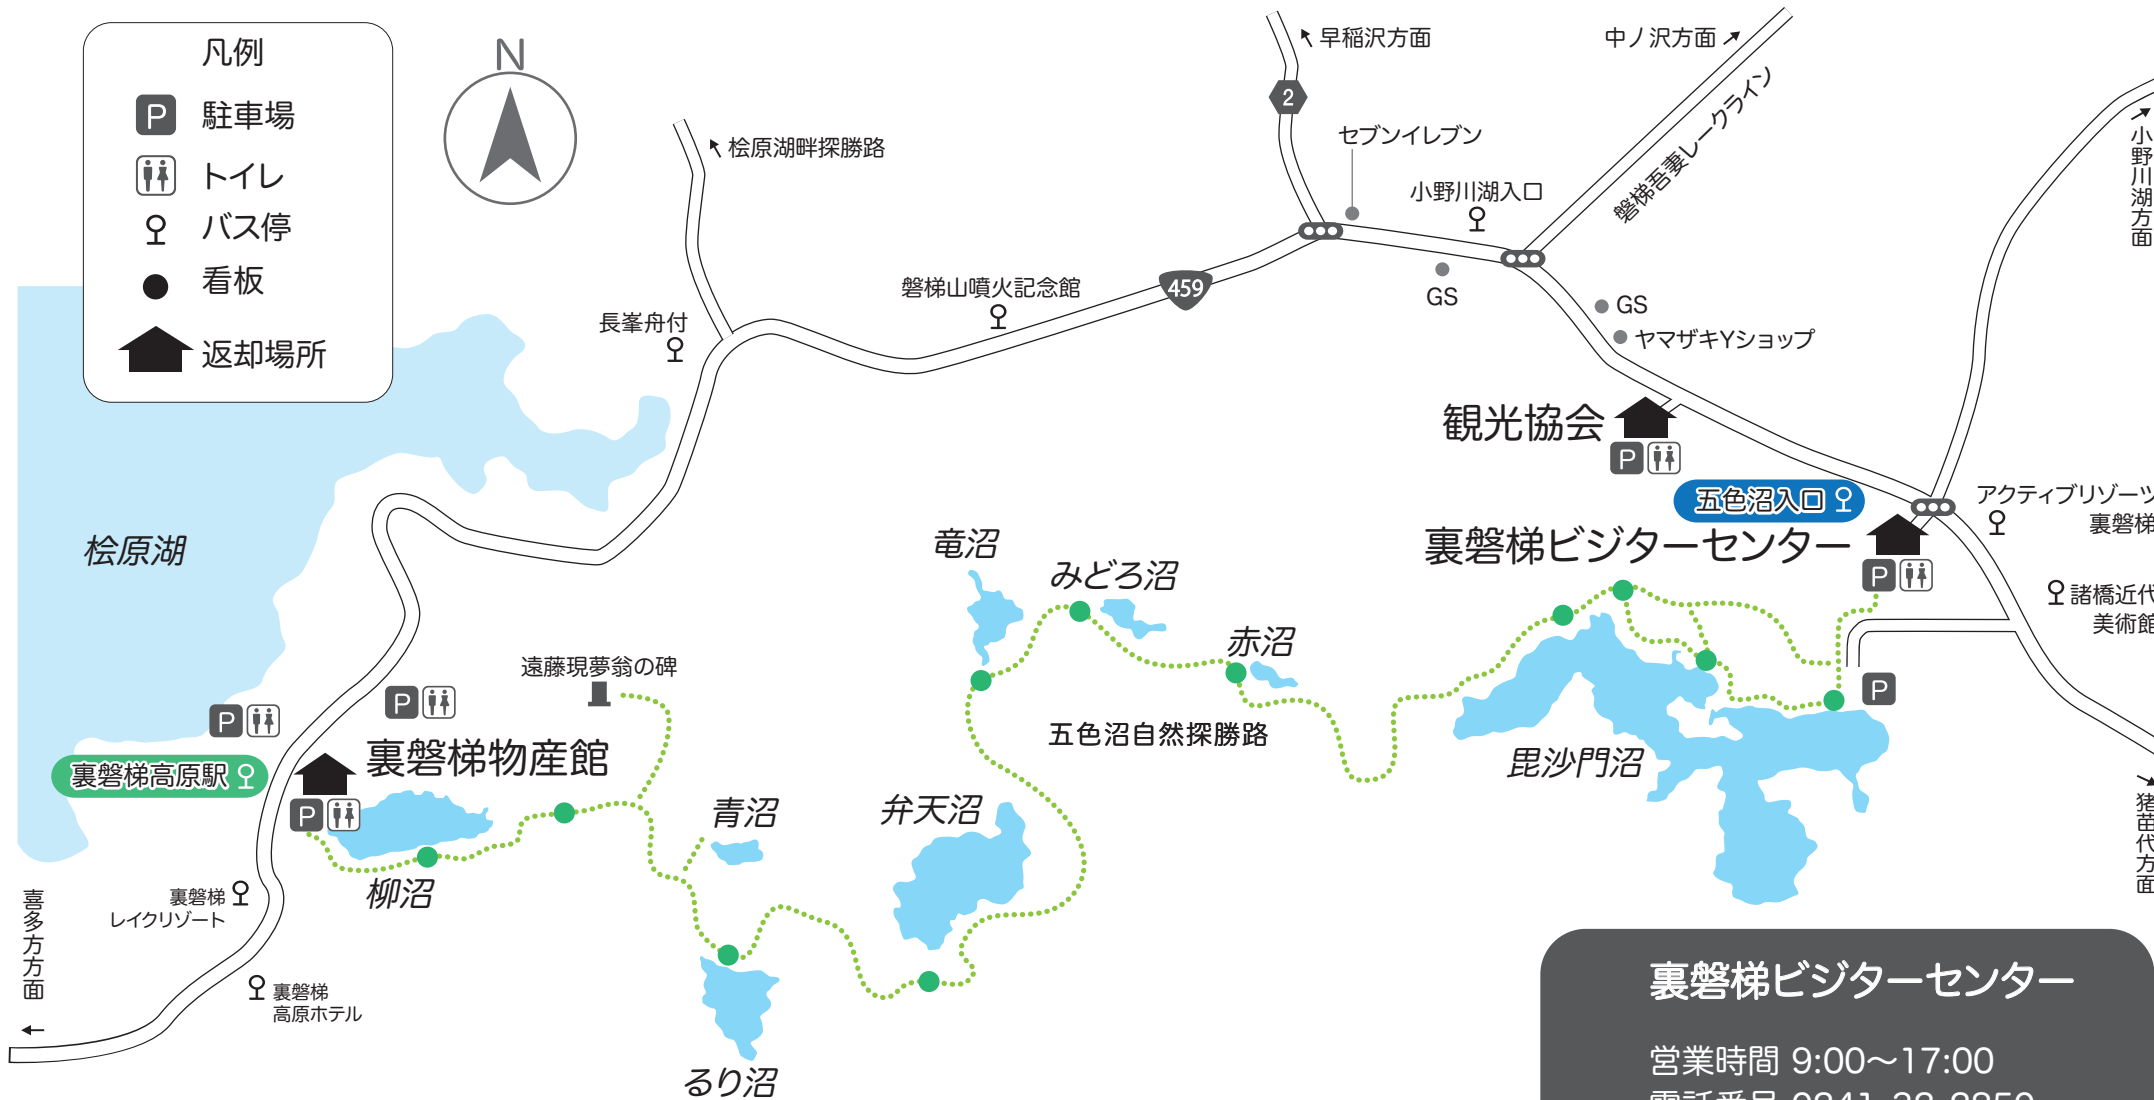 凡例
P 駐車場
トイレ
バス停
看板
返却場所
N
桧原湖畔探勝路
早稲沢方面
中ノ沢方面
2
セブンイレブン
小野川湖入口
磐梯吾妻レークライン
小野川湖方面
459
GS
GS
ヤマザキYショップ
磐梯山噴火記念館
長峯舟付
観光協会
P
五色沼入口
裏磐梯ビジターセンター
P
アクティブリゾーツ
裏磐梯
諸橋近代
美術館
桧原湖
竜沼
みどろ沼
赤沼
遠藤現夢翁の碑
五色沼自然探勝路
P
P
P
裏磐梯高原駅
裏磐梯物産館
P
毘沙門沼
青沼
弁天沼
柳沼
猪苗代方面
裏磐梯
レイクリゾート
喜多方方面
裏磐梯
高原ホテル
るり沼
裏磐梯ビジターセンター
営業時間 9:00〜17:00